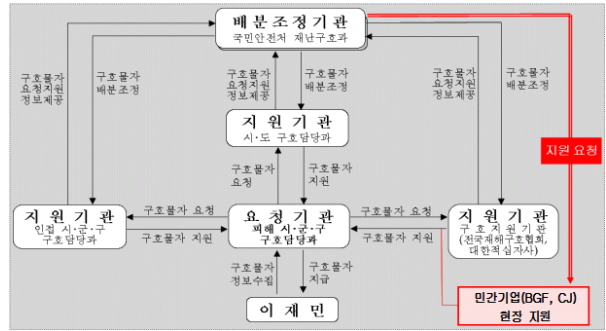 배분조정기관
국민안전처 재난구호과
구호물자
요청지원
정보제공
구호물자
배분조정
구호물자
요청지원
정보제공
구호물자
배분조정
구호물자
요청지원
정보제공
구호물자
배분조정
지원기관
시·도 구호담당과
지원 요청
구호물자
요청
구호물자
지원
지원기관
인접 시·군·구
구호담당과
구호물자 요청
구호물자 지원
요청기관
피해 시·군·구
구호담당과
구호물자 요청
구호물자 지원
지원기관
구호지원기관
(전국재해구호협회,
대한적십자사)
구호물자
정보수집
구호물자
지급
이재민
민간기업(BGF, CJ)
현장 지원